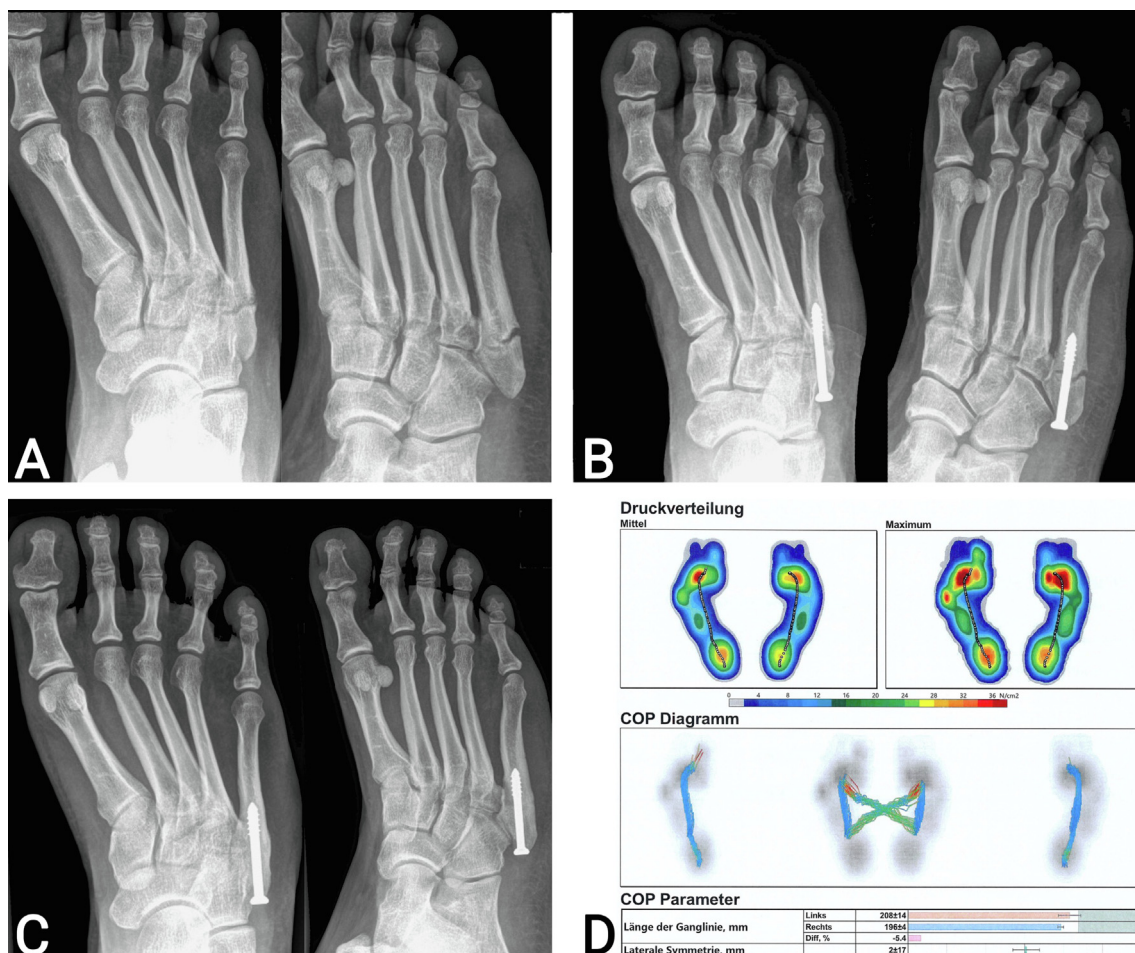 A
B
C
Druckverteilung
Mittel
Maximum
0 4 8 12 16 20 24 28 32 36 N/cm2
COP Diagramm
COP Parameter
Länge der Ganglinie, mm
Links 208±14
Rechts 196±4
Diff, % -5.4
Laterale Symmetrie, mm 2±17
D